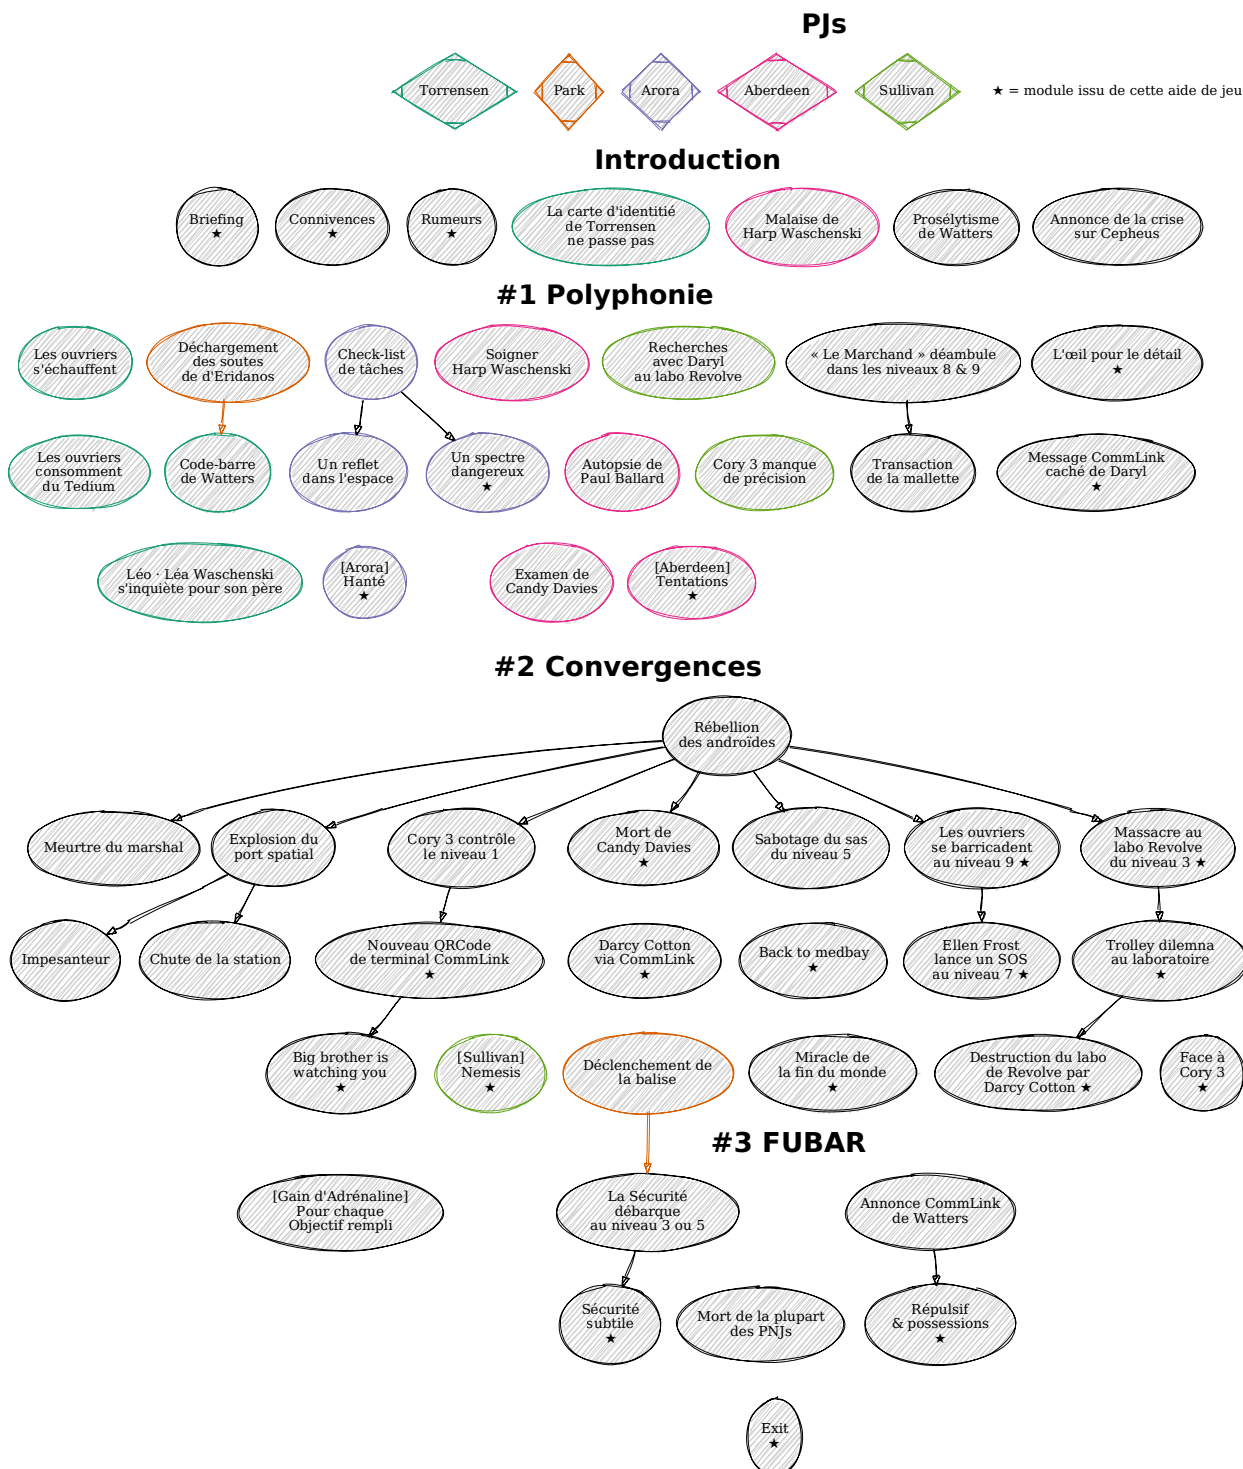 PJs
Torrensen
Park
Arora
Aberdeen
Sullivan
★ = module issu de cette aide de jeu
Introduction
Briefing
★
Connivences
★
Rumeurs
★
La carte d'identitié
de Torrensen
ne passe pas
Malaise de
Harp Waschenski
Prosélytisme
de Watters
Annonce de la crise
sur Cepheus
#1 Polyphonie
Les ouvriers
s'échauffent
Déchargement
des soutes
de d'Eridanos
Check-list
de tâches
Soigner
Harp Waschenski
Recherches
avec Daryl
au labo Revolve
« Le Marchand » déambule
dans les niveaux 8 & 9
L'œil pour le détail
★
Les ouvriers
consomment
du Tedium
Code-barre
de Watters
Un reflet
dans l'espace
Un spectre
dangereux
★
Autopsie de
Paul Ballard
Cory 3 manque
de précision
Transaction
de la mallette
Message CommLink
caché de Daryl
★
Léo · Léa Waschenski
s'inquiète pour son père
[Arora]
Hanté
★
Examen de
Candy Davies
[Aberdeen]
Tentations
★
#2 Convergences
Rébellion
des androïdes
Meurtre du marshal
Explosion du
port spatial
Cory 3 contrôle
le niveau 1
Mort de
Candy Davies
★
Sabotage du sas
du niveau 5
Les ouvriers
se barricadent
au niveau 9 ★
Massacre au
labo Revolve
du niveau 3 ★
Impesanteur
Chute de la station
Nouveau QRCode
de terminal CommLink
★
Darcy Cotton
via CommLink
★
Back to medbay
★
Ellen Frost
lance un SOS
au niveau 7 ★
Trolley dilemna
au laboratoire
★
Big brother is
watching you
★
[Sullivan]
Nemesis
★
Déclenchement de
la balise
Miracle de
la fin du monde
★
Destruction du labo
de Revolve par
Darcy Cotton ★
Face à
Cory 3
★
#3 FUBAR
[Gain d'Adrénaline]
Pour chaque
Objectif rempli
La Sécurité
débarque
au niveau 3 ou 5
Annonce CommLink
de Watters
Sécurité
subtile
★
Mort de la plupart
des PNJs
Répulsif
& possessions
★
Exit
★